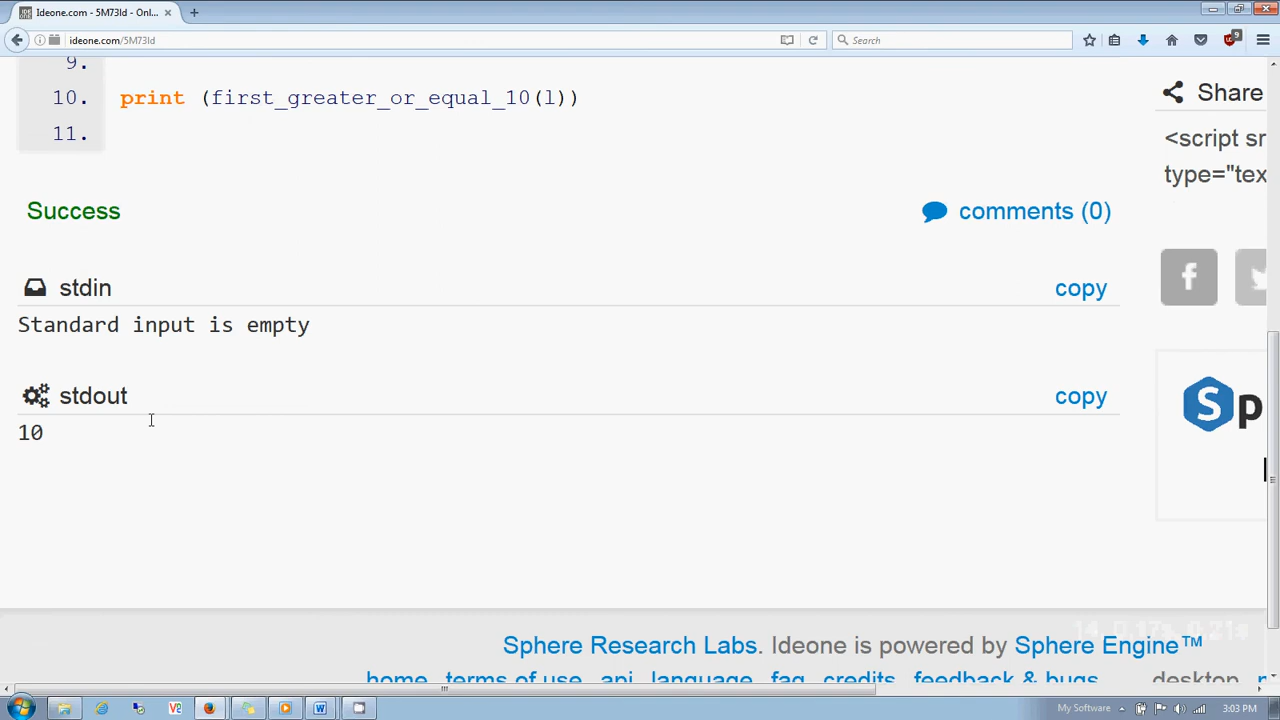 Ideone.com - 5M73ld - Onl...
ideone.com/5M73ld
Search
9
9.
10. print (first_greater_or_equal_10(l))
11.
Share
<script sr
type="tex
Success
comments (0)
stdin
copy
Standard input is empty
stdout
copy
10
Sp
Sphere Research Labs. Ideone is powered by Sphere Engine™
home terms of use api language faq credits feedback & bugs desktop
My Software
3:03 PM